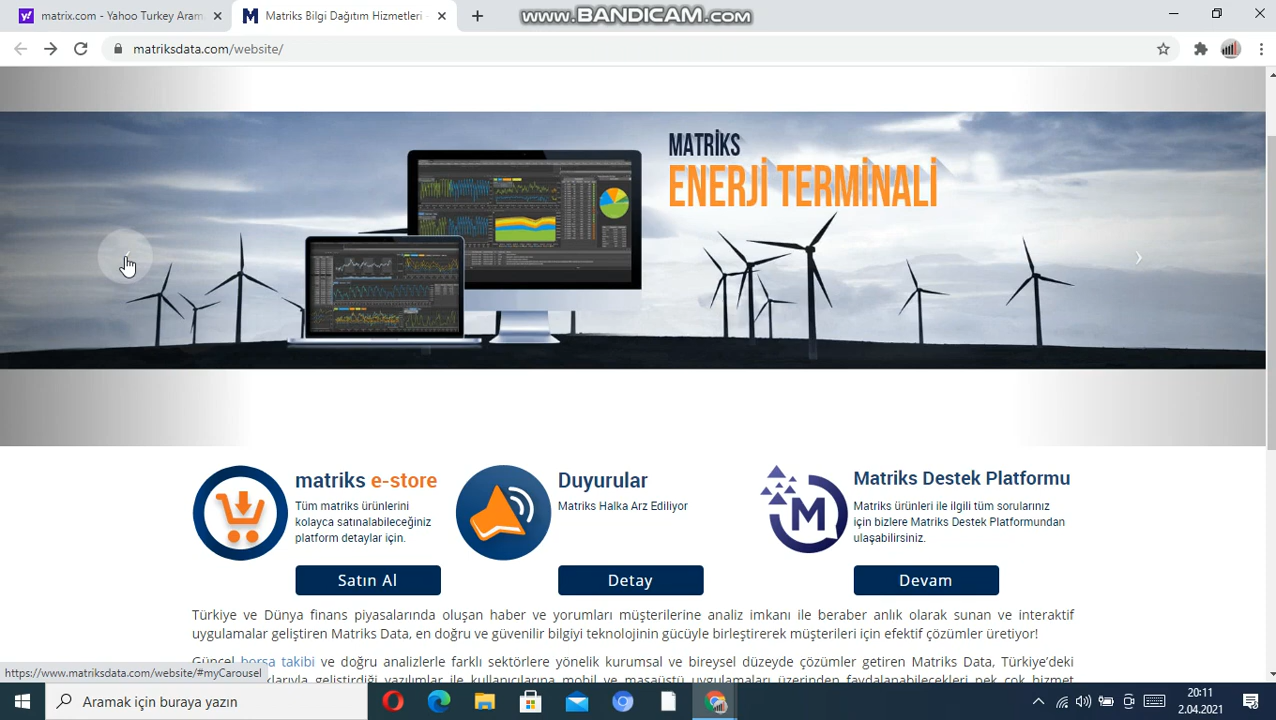 matrix.com - Yahoo Turkey Aram
Matriks Bilgi Dağıtım Hizmetleri -
www.BANDICAM.com
matriksdata.com/website/
MATRİKS
ENERJİ TERMİNALİ
matriks e-store
Tüm matriks ürünlerini
kolayca satınalabileceğiniz
platform detaylar için.
Satın Al
Duyurular
Matriks Halka Arz Ediliyor
Detay
Matriks Destek Platformu
Matriks ürünleri ile ilgili tüm sorularınız
için bizlere Matriks Destek Platformundan
ulaşabilirsiniz.
Devam
Türkiye ve Dünya finans piyasalarında oluşan haber ve yorumları müşterilerine analiz imkanı ile beraber anlık olarak sunan ve interaktif
uygulamalar geliştiren Matriks Data, en doğru ve güvenilir bilgiyi teknolojinin gücüyle birleştirerek müşterileri için efektif çözümler üretiyor!
Güncel borsa takibi ve doğru analizlerle farklı sektörlere yönelik kurumsal ve bireysel düzeyde çözümler getiren Matriks Data, Türkiye’deki
https://www.matriksdata.com/website/#myCarousel
Aramak için buraya yazın
20:11
2.04.2021